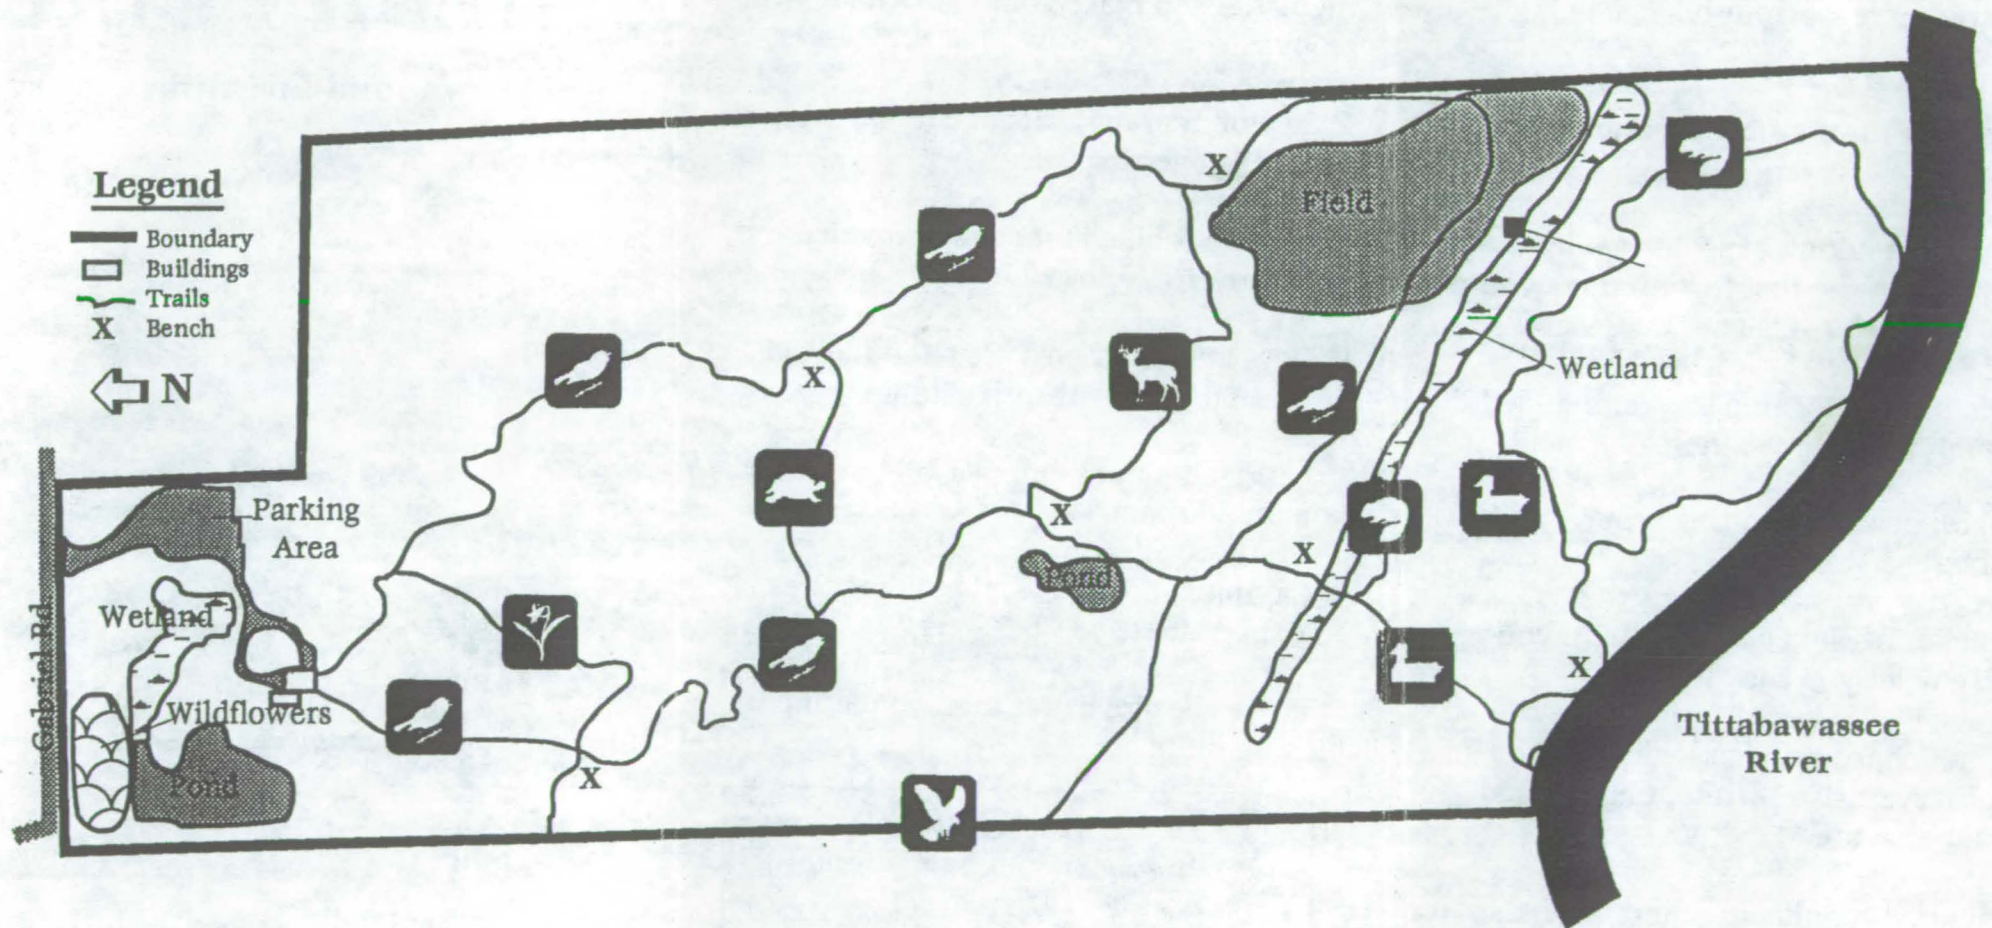 Legend
Boundary
Buildings
Trails
X Bench
N
Parking
Area
Wetland
Wildflowers
Pond
Gabriel Rd.
X
X
X
Pond
X
Field
X
Wetland
X
Tittabawassee
River